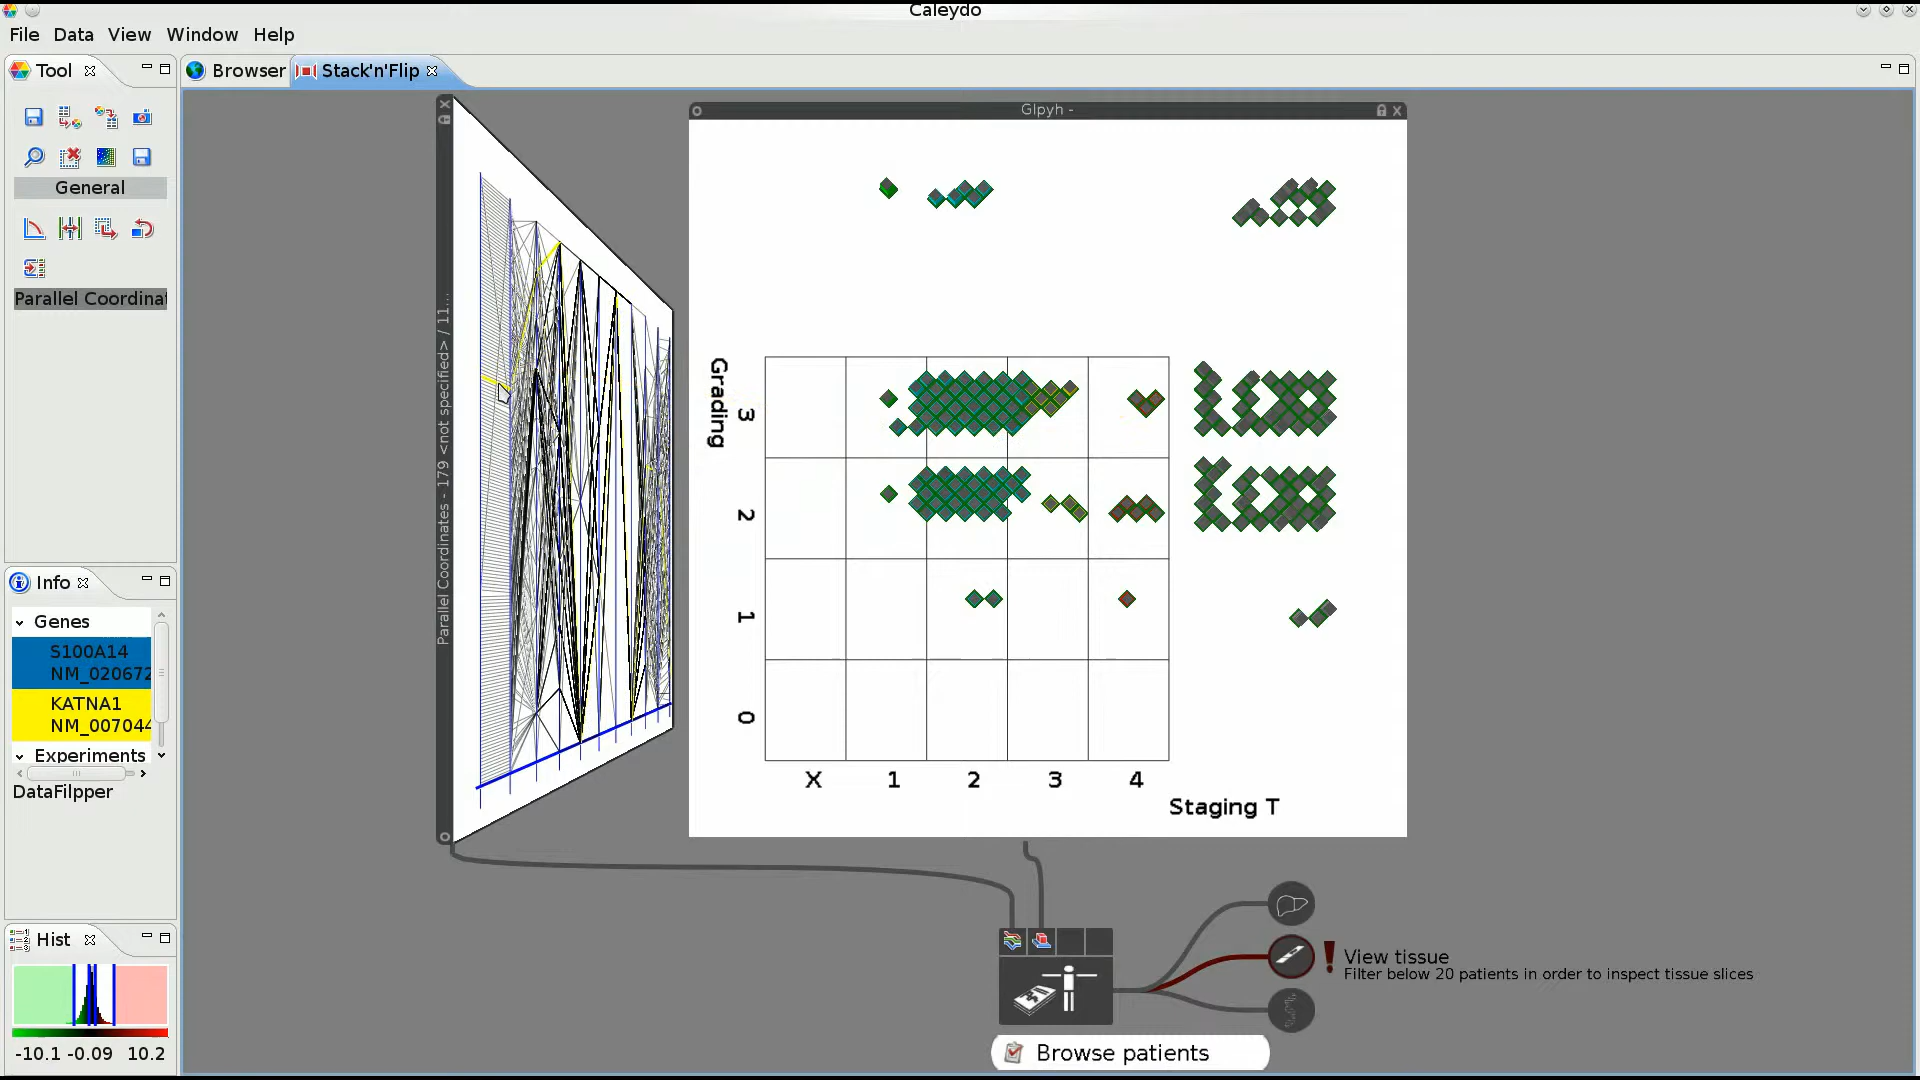 Caleydo
File Data View Window Help
Tool
Browser
Stack'n'Flip
General
Parallel Coordinat
Info
Genes
S100A14
NM_020672
KATNA1
NM_007044
Experiments
DataFilpper
Hist
-10.1 -0.09 10.2
Parallel Coordinates - 179 <not specified> / 11...
Glpyh -
Grading
3
2
1
0
X 1 2 3 4
Staging T
View tissue
Filter below 20 patients in order to inspect tissue slices
Browse patients